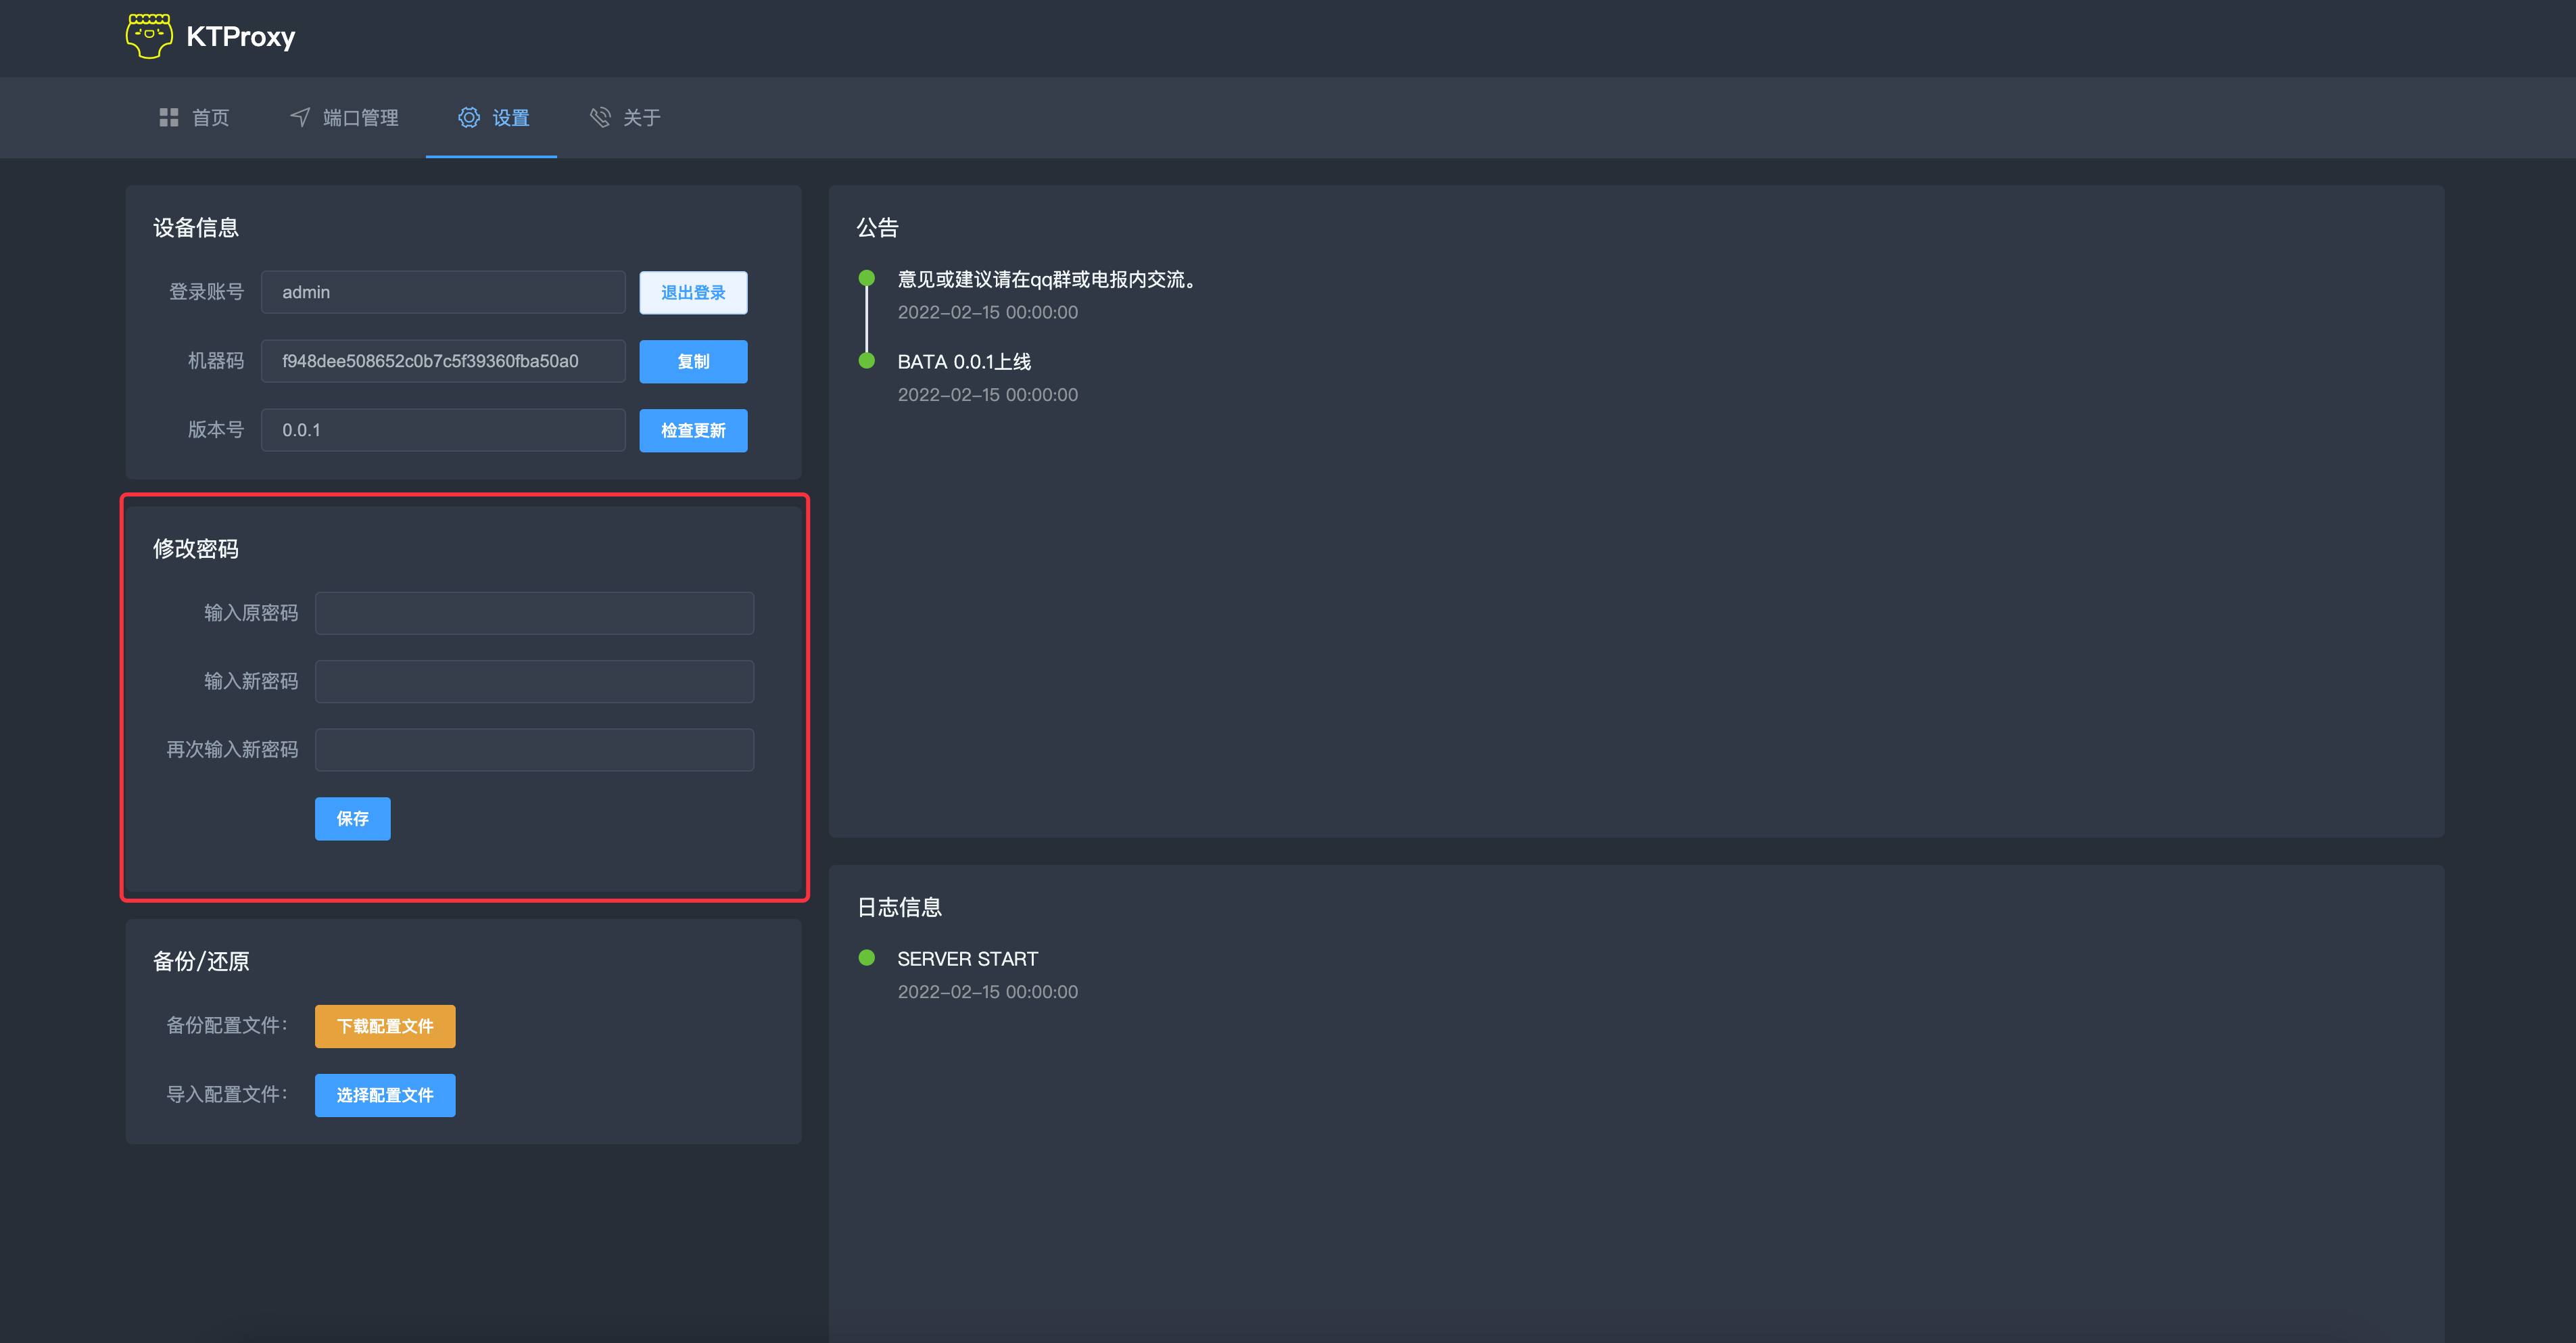 KTProxy
首页 端口管理 设置 关于
设备信息
登录账号 admin 退出登录
机器码 f948dee508652c0b7c5f39360fba50a0 复制
版本号 0.0.1 检查更新
修改密码
输入原密码
输入新密码
再次输入新密码
保存
备份/还原
备份配置文件： 下载配置文件
导入配置文件： 选择配置文件
公告
意见或建议请在qq群或电报内交流。
2022-02-15 00:00:00
BATA 0.0.1上线
2022-02-15 00:00:00
日志信息
SERVER START
2022-02-15 00:00:00